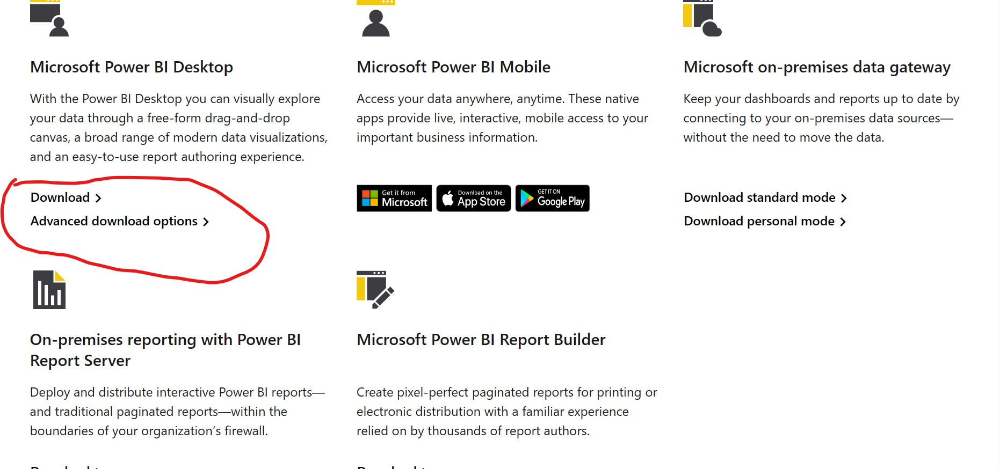 Microsoft Power BI Desktop
With the Power BI Desktop you can visually explore
your data through a free-form drag-and-drop
canvas, a broad range of modern data visualizations,
and an easy-to-use report authoring experience.
Download
Advanced download options
Microsoft Power BI Mobile
Access your data anywhere, anytime. These native
apps provide live, interactive, mobile access to your
important business information.
Get it from
Microsoft
Download on the
App Store
GET IT ON
Google Play
Microsoft on-premises data gateway
Keep your dashboards and reports up to date by
connecting to your on-premises data sources—
without the need to move the data.
Download standard mode
Download personal mode
On-premises reporting with Power BI
Report Server
Deploy and distribute interactive Power BI reports—
and traditional paginated reports—within the
boundaries of your organization’s firewall.
Microsoft Power BI Report Builder
Create pixel-perfect paginated reports for printing or
electronic distribution with a familiar experience
relied on by thousands of report authors.